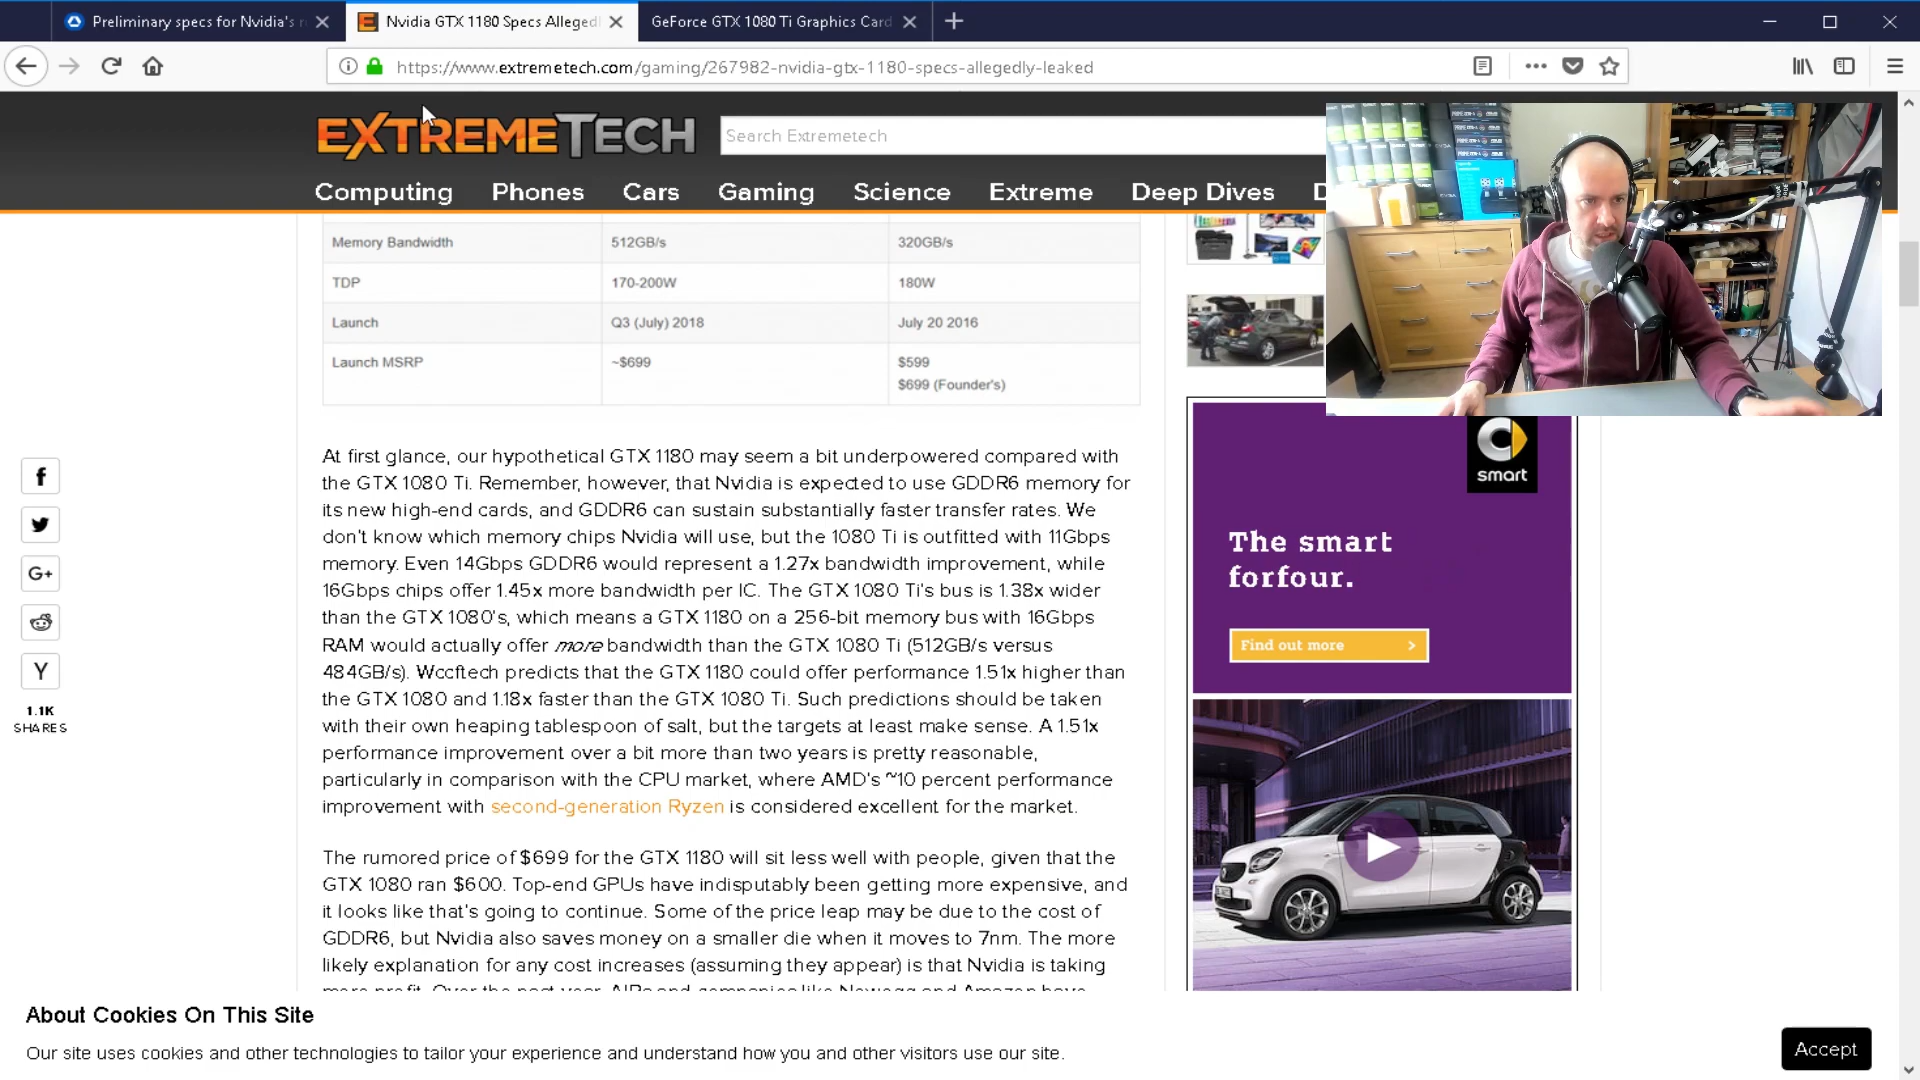 Preliminary specs for Nvidia's r
Nvidia GTX 1180 Specs Alleged
GeForce GTX 1080 Ti Graphics Card
https://www.extremetech.com/gaming/267982-nvidia-gtx-1180-specs-allegedly-leaked
EXTREMETECH
Search Extremetech
Computing Phones Cars Gaming Science Extreme Deep Dives D
Memory Bandwidth 512GB/s 320GB/s
TDP 170-200W 180W
Launch Q3 (July) 2018 July 20 2016
Launch MSRP ~$699 $599
$699 (Founder's)
At first glance, our hypothetical GTX 1180 may seem a bit underpowered compared with
the GTX 1080 Ti. Remember, however, that Nvidia is expected to use GDDR6 memory for
its new high-end cards, and GDDR6 can sustain substantially faster transfer rates. We
don't know which memory chips Nvidia will use, but the 1080 Ti is outfitted with 11Gbps
memory. Even 14Gbps GDDR6 would represent a 1.27x bandwidth improvement, while
16Gbps chips offer 1.45x more bandwidth per IC. The GTX 1080 Ti's bus is 1.38x wider
than the GTX 1080's, which means a GTX 1180 on a 256-bit memory bus with 16Gbps
RAM would actually offer more bandwidth than the GTX 1080 Ti (512GB/s versus
484GB/s). Wccftech predicts that the GTX 1180 could offer performance 1.51x higher than
the GTX 1080 and 1.18x faster than the GTX 1080 Ti. Such predictions should be taken
with their own heaping tablespoon of salt, but the targets at least make sense. A 1.51x
performance improvement over a bit more than two years is pretty reasonable,
particularly in comparison with the CPU market, where AMD's ~10 percent performance
improvement with second-generation Ryzen is considered excellent for the market.
The rumored price of $699 for the GTX 1180 will sit less well with people, given that the
GTX 1080 ran $600. Top-end GPUs have indisputably been getting more expensive, and
it looks like that's going to continue. Some of the price leap may be due to the cost of
GDDR6, but Nvidia also saves money on a smaller die when it moves to 7nm. The more
likely explanation for any cost increases (assuming they appear) is that Nvidia is taking
more profit. Over the past year, AIBs and companies like Newegg and Amazon have
G+
Y
1.1K
SHARES
smart
The smart
forfour.
Find out more >
About Cookies On This Site
Our site uses cookies and other technologies to tailor your experience and understand how you and other visitors use our site.
Accept